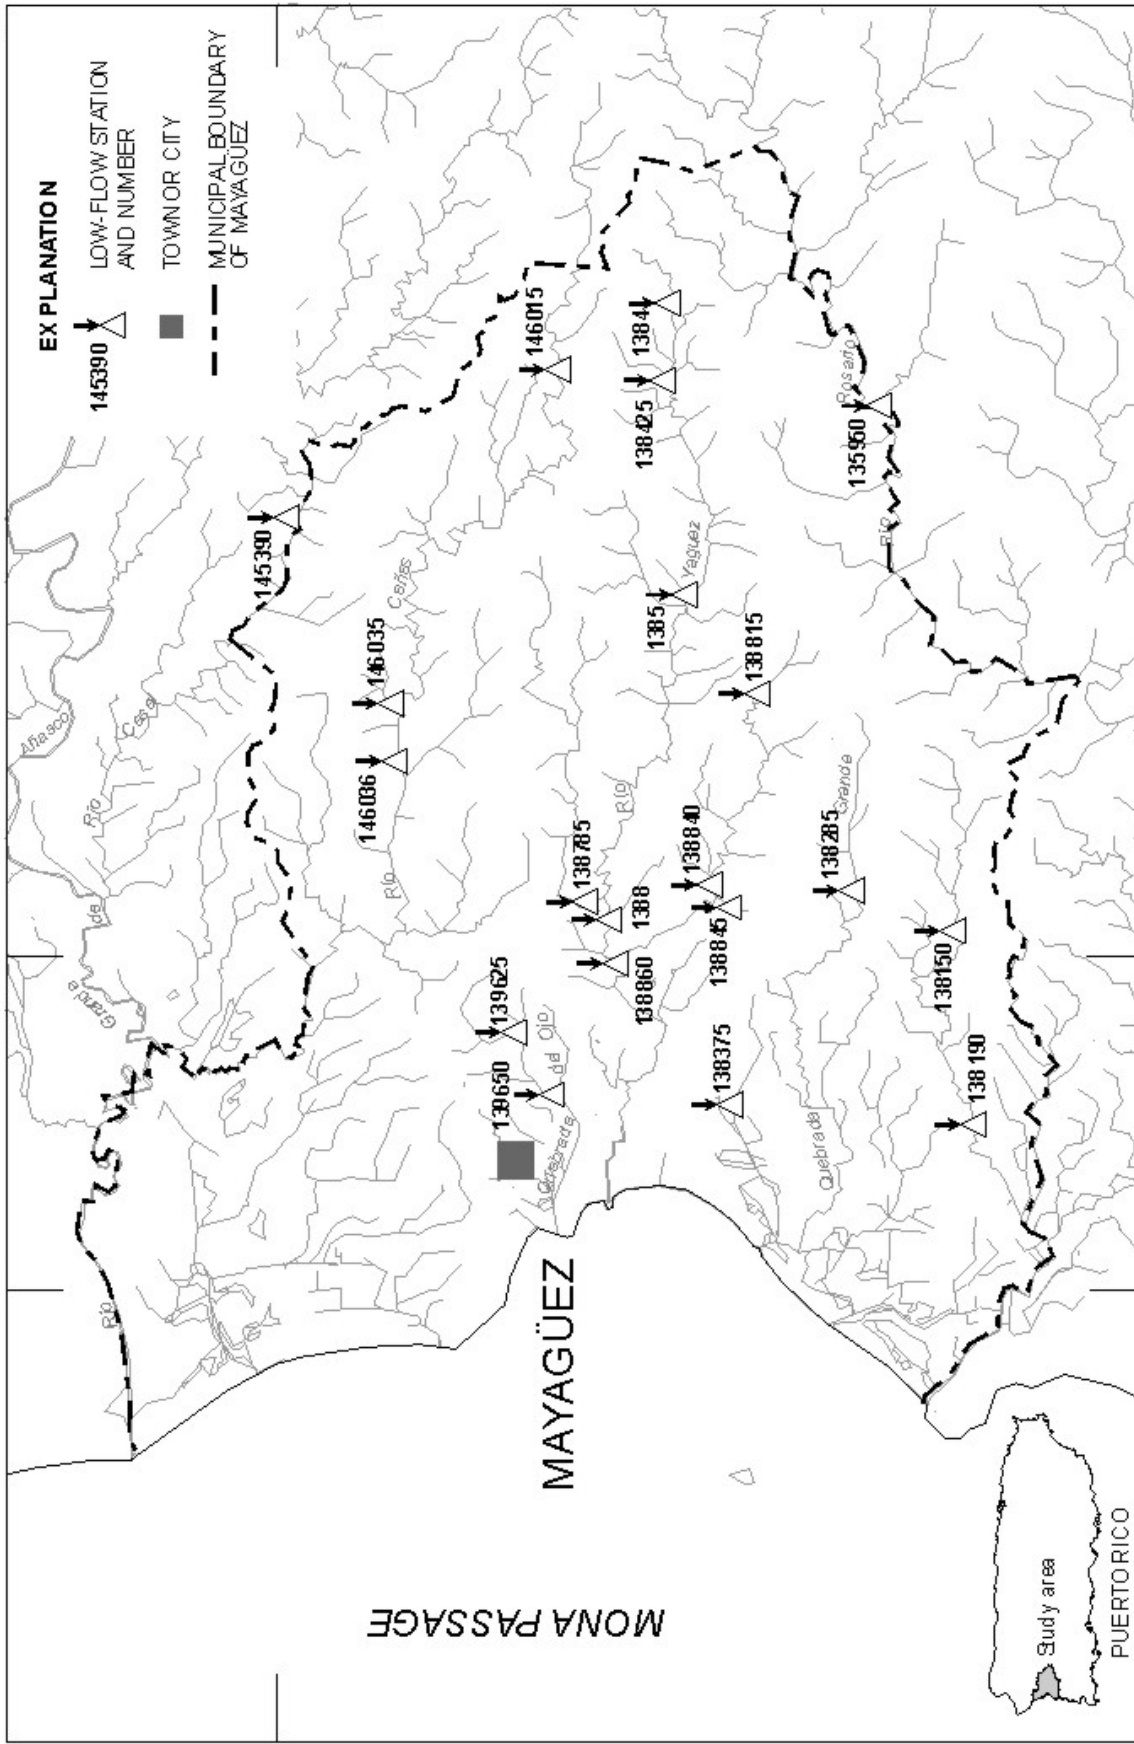 EXPLANATION
145390
LOW-FLOW STATION
AND NUMBER
TOWN OR CITY
MUNICIPAL BOUNDARY
OF MAYAGÜEZ
Añasco
Río
Casei
de
Grande
Río
145390
146035
146036
Cañas
Río
146015
1384
138425
1385
Yaguez
138815
Rosario
135950
Río
138785
1388
138860
Río
138840
138845
Grande
138285
138150
138190
139625
139650
del Ojo
Quebrada
138375
Quebrada
MAYAGÜEZ
MONA PASSAGE
Study area
PUERTO RICO